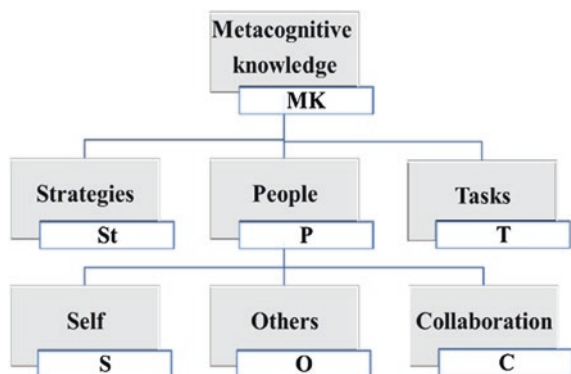 Metacognitive
knowledge
MK
Strategies
People
Tasks
St
P
T
Self
Others
Collaboration
S
O
C